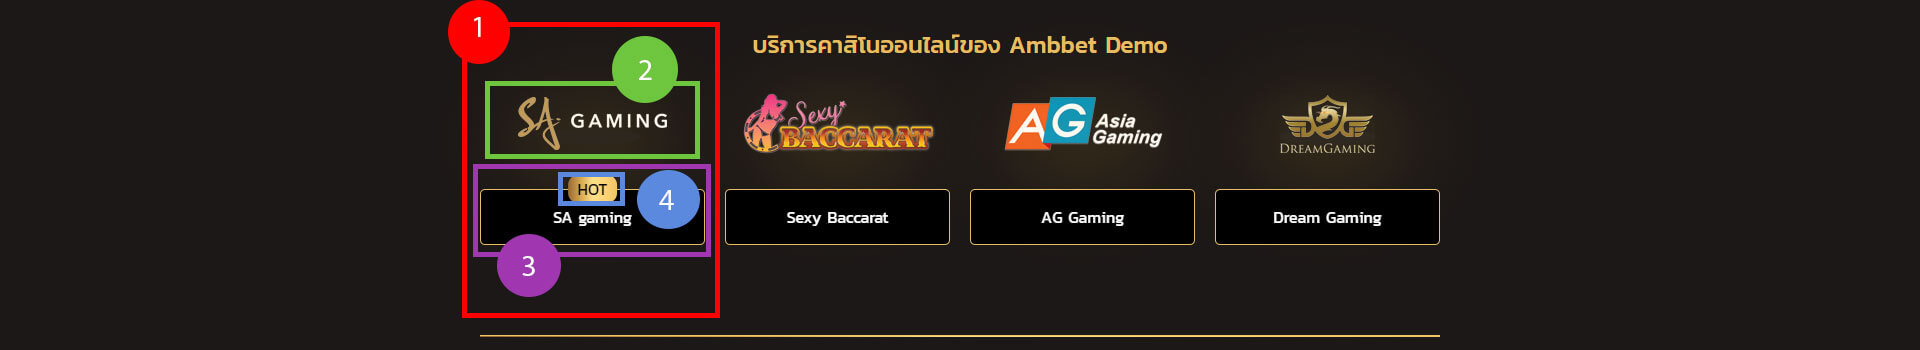 1
บริการคาสิโนออนไลน์ของ Ambbet Demo
2
SA GAMING
Sexy BACCARAT
AG Asia Gaming
DG DREAMGAMING
HOT
4
SA gaming
Sexy Baccarat
AG Gaming
Dream Gaming
3